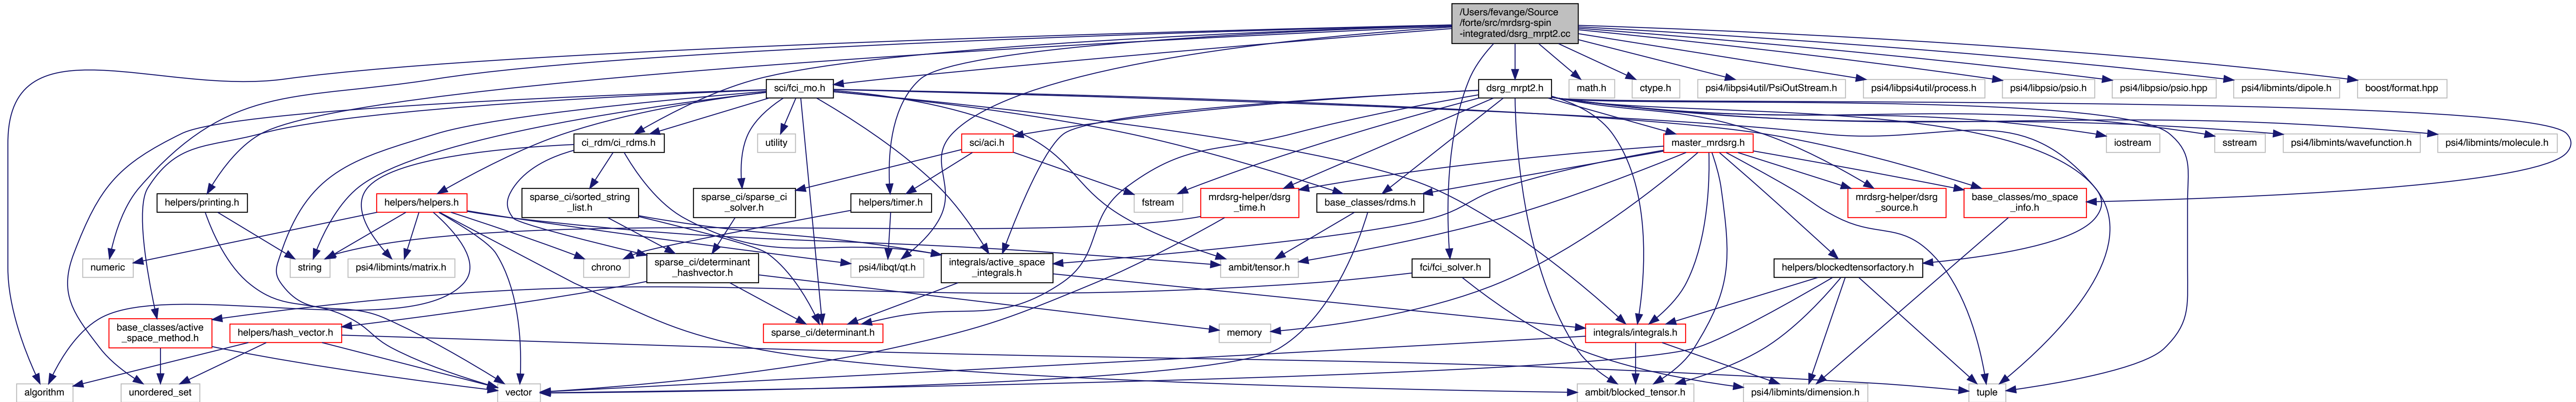 /Users/fevange/Source
/forte/src/mrdsrg-spin
-integrated/dsrg_mrpt2.cc
sci/fci_mo.h
dsrg_mrpt2.h
math.h
ctype.h
psi4/libpsi4util/PsiOutStream.h
psi4/libpsi4util/process.h
psi4/libpsio/psio.h
psi4/libpsio/psio.hpp
psi4/libmints/dipole.h
boost/format.hpp
ci_rdm/ci_rdms.h
utility
sci/aci.h
master_mrdsrg.h
iostream
sstream
psi4/libmints/wavefunction.h
psi4/libmints/molecule.h
helpers/printing.h
helpers/helpers.h
sparse_ci/sorted_string
_list.h
sparse_ci/sparse_ci
_solver.h
helpers/timer.h
fstream
mrdsrg-helper/dsrg
_time.h
base_classes/rdms.h
mrdsrg-helper/dsrg
_source.h
base_classes/mo_space
_info.h
numeric
string
psi4/libmints/matrix.h
chrono
sparse_ci/determinant
_hashvector.h
psi4/libqt/qt.h
integrals/active_space
_integrals.h
ambit/tensor.h
fci/fci_solver.h
helpers/blockedtensorfactory.h
base_classes/active
_space_method.h
helpers/hash_vector.h
sparse_ci/determinant.h
memory
integrals/integrals.h
algorithm
unordered_set
vector
ambit/blocked_tensor.h
psi4/libmints/dimension.h
tuple